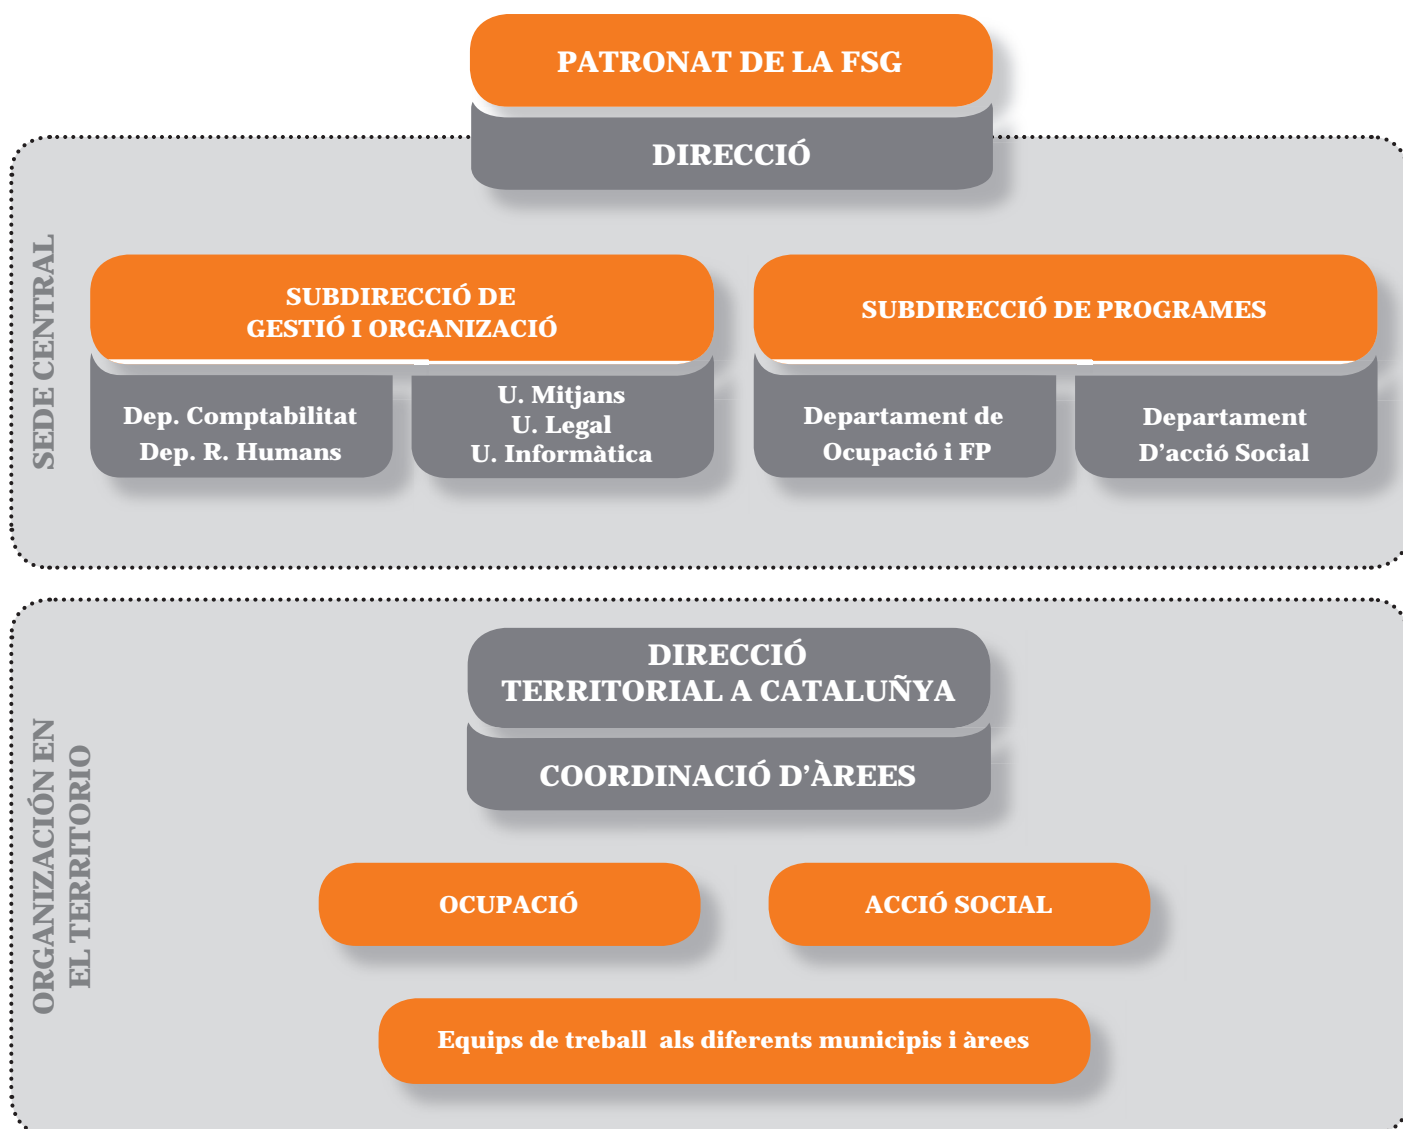 PATRONAT DE LA FSG
DIRECCIÓ
SEDE CENTRAL
SUBDIRECCIÓ DE
GESTIÓ I ORGANIZACIÓ
Dep. Comptabilitat
Dep. R. Humans
U. Mitjans
U. Legal
U. Informàtica
SUBDIRECCIÓ DE PROGRAMES
Departament de
Ocupació i FP
Departament
D’acció Social
ORGANIZACIÓN EN
EL TERRITORIO
DIRECCIÓ
TERRITORIAL A CATALUÑYA
COORDINACIÓ D’ÀREES
OCUPACIÓ
ACCIÓ SOCIAL
Equips de treball als diferents municipis i àrees